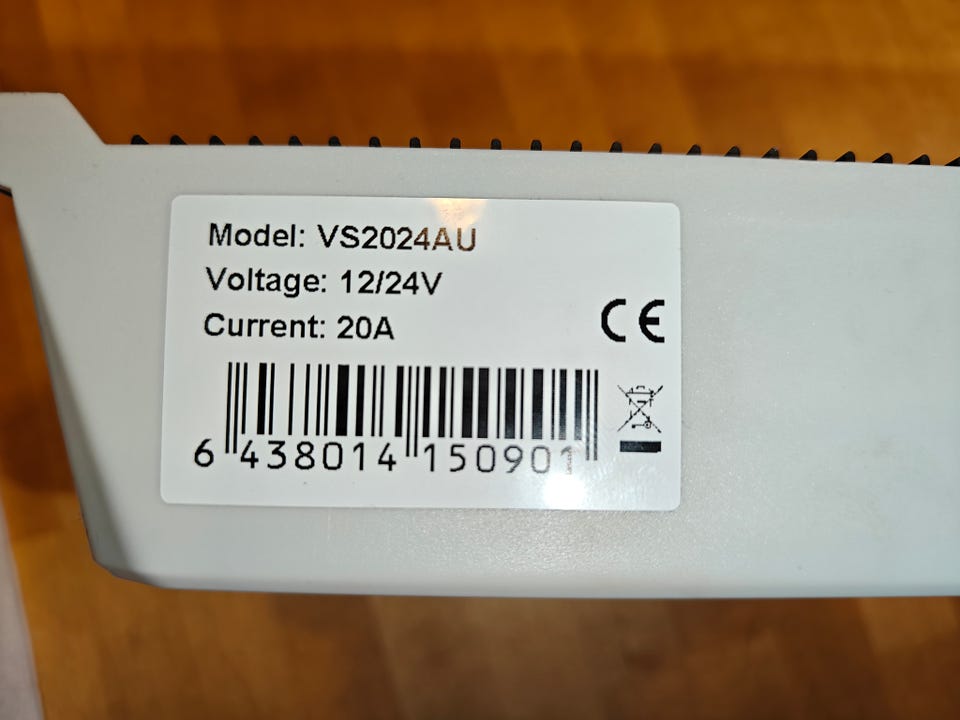 Model: VS2024AU
Voltage: 12/24V
Current: 20A
CE
6 438014 150901